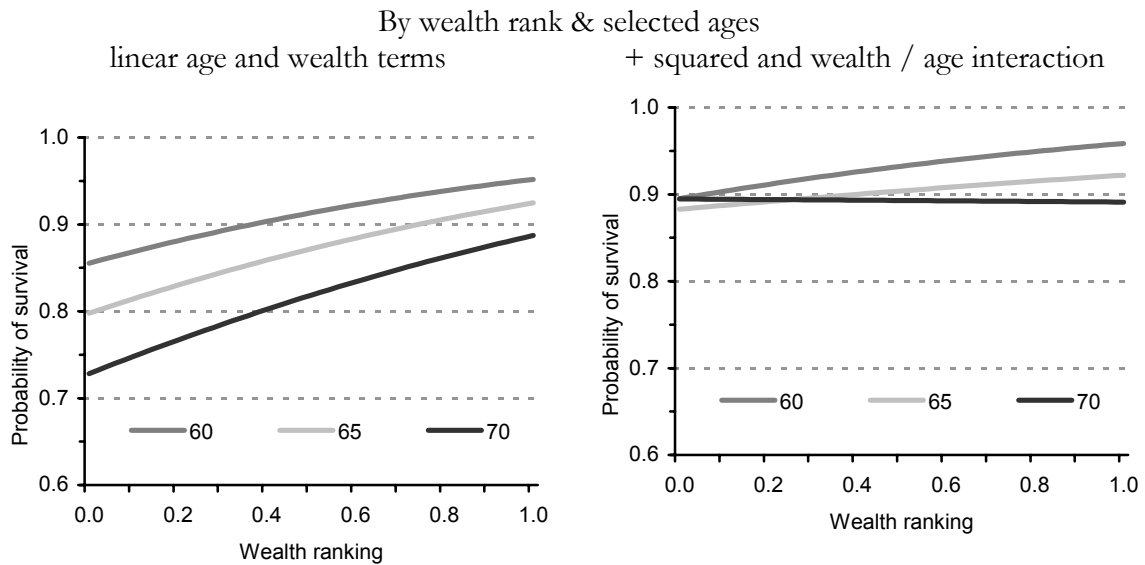 By wealth rank & selected ages
linear age and wealth terms
+ squared and wealth / age interaction
Probability of survival
1.0
0.9
0.8
0.7
0.6
60
65
70
0.0 0.2 0.4 0.6 0.8 1.0
Wealth ranking
Probability of survival
1.0
0.9
0.8
0.7
0.6
60
65
70
0.0 0.2 0.4 0.6 0.8 1.0
Wealth ranking